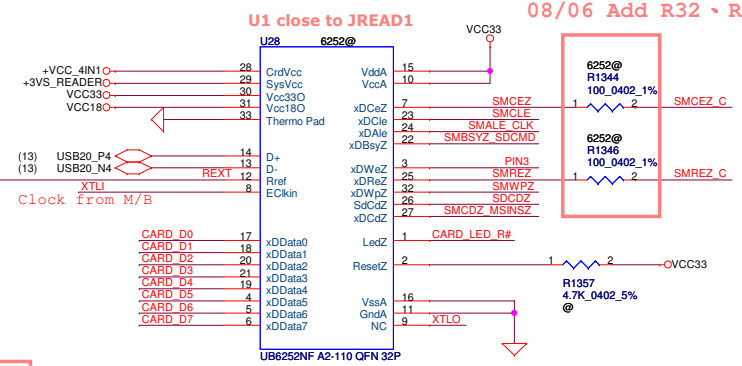 08/06 Add R32、R
U1 close to JREAD1
U28 6252@
VCC33
+VCC_4IN1 28 CrdVcc VddA 15
+3VS_READER 29 SysVcc VccA 10
VCC33 30 Vcc33O
VCC18 31 Vcc18O xDCeZ 7 SMCEZ
33 Thermo Pad xDCle 23 SMCLE
xDAle 24 SMALE_CLK
xDBsyZ 22 SMBSYZ_SDCMD
6252@
R1344
100_0402_1%
1 2 SMCEZ_C
(13) USB20_P4 14 D+
(13) USB20_N4 13 D- xDWeZ 3 PIN3
REXT 12 Rref xDReZ 25 SMREZ
XTLI 8 EClkin xDWpZ 32 SMWPZ
Clock from M/B SdCdZ 26 SDCDZ
xDCdZ 27 SMCDZ_MSINSZ
6252@
R1346
100_0402_1%
1 2 SMREZ_C
CARD_D0 17 xDData0 LedZ 1 CARD_LED_R#
CARD_D1 18 xDData1
CARD_D2 20 xDData2 ResetZ 2 1 2 VCC33
CARD_D3 21 xDData3
CARD_D4 19 xDData4
CARD_D5 4 xDData5 VssA 16
CARD_D6 5 xDData6 GndA 11
CARD_D7 6 xDData7 NC 9 XTLO
R1357
4.7K_0402_5%
@
UB6252NF A2-110 QFN 32P